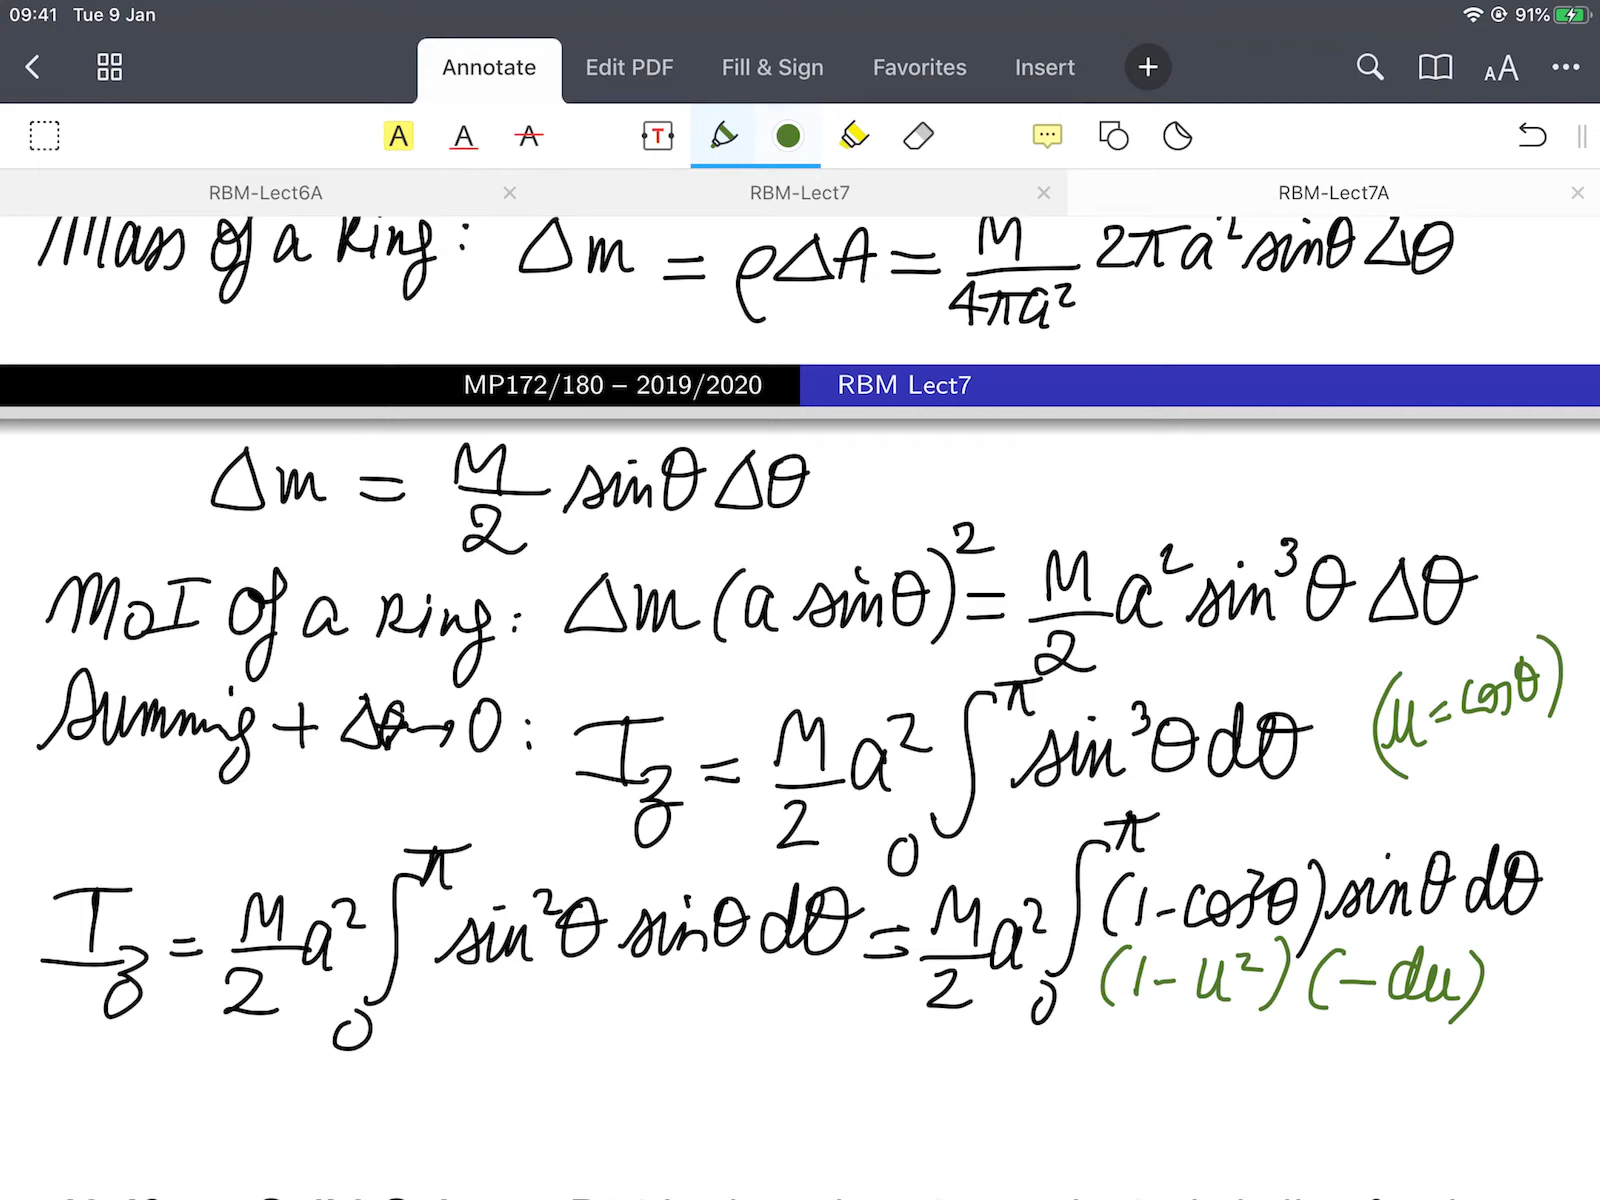 09:41 Tue 9 Jan 91%
Annotate Edit PDF Fill & Sign Favorites Insert + AA
A A A T
RBM-Lect6A × RBM-Lect7 × RBM-Lect7A ×
Mass of a Ring: Δm = ρΔA = M/4πa² 2πa² sinθ Δθ
MP172/180 – 2019/2020 RBM Lect7
Δm = M/2 sinθ Δθ
MoI of a Ring: Δm (a sinθ)² = M/2 a² sin³θ Δθ
Summing + Δθ→0: I_z = M/2 a² ∫₀^π sin³θ dθ (u = cosθ)
I_z = M/2 a² ∫₀^π sin²θ sinθ dθ = M/2 a² ∫₀^π (1-cos²θ) sinθ dθ
(1-u²)(-du)